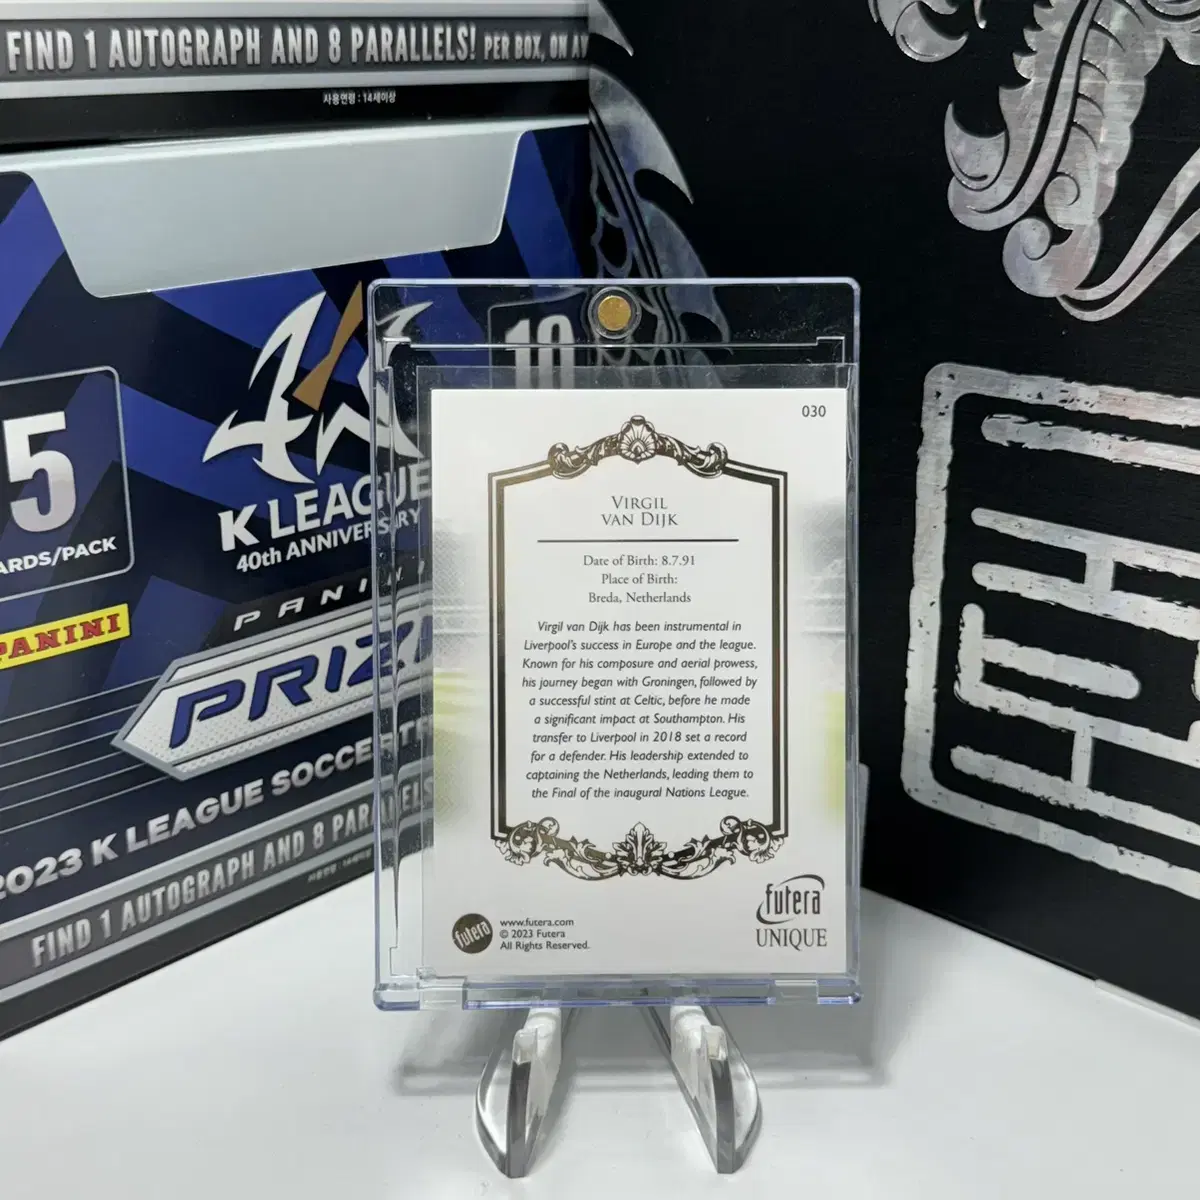 FIND 1 AUTOGRAPH AND 8 PARALLELS! PER BOX, ON
사용연령 : 14세이상
5
PACK
K LEAGUE
40th ANNIVERSARY
PANINI
PRIZ
2023 K LEAGUE SOCCER
FIND 1 AUTOGRAPH AND 8
10
030
VIRGIL
VAN DIJK
Date of Birth: 8.7.91
Place of Birth:
Breda, Netherlands
Virgil van Dijk has been instrumental in
Liverpool's success in Europe and the league.
Known for his composure and aerial prowess,
his journey began with Groningen, followed by
a successful stint at Celtic, before he made
a significant impact at Southampton. His
transfer to Liverpool in 2018 set a record
for a defender. His leadership extended to
captaining the Netherlands, leading them to
the Final of the inaugural Nations League.
futera
www.futera.com
© 2023 Futera
All Rights Reserved.
futera
UNIQUE